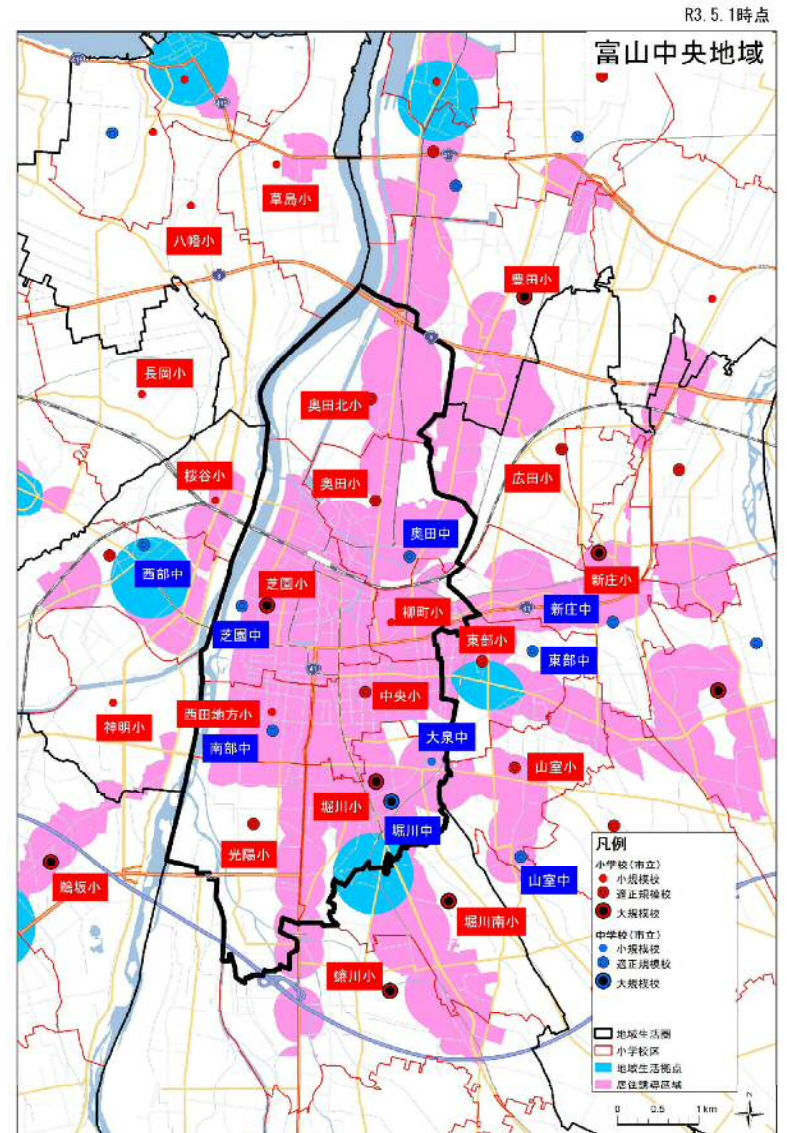 R3.5.1時点
富山中央地域
草島小
八幡小
豊田小
長岡小
奥田北小
桜谷小
奥田小
広田小
奥田中
西部中
芝園小
新庄小
芝園中
柳町小
新庄中
東部小
東部中
神明小
西田地方小
中央小
南部中
大泉中
山室小
堀川小
堀川中
光陽小
山室中
鵜坂小
堀川南小
蜷川小
凡例
小学校(市立)
小規模校
適正規模校
大規模校
中学校(市立)
小規模校
適正規模校
大規模校
地域生活圏
小学校区
地域生活拠点
居住誘導区域
N
0 0.5 1 km